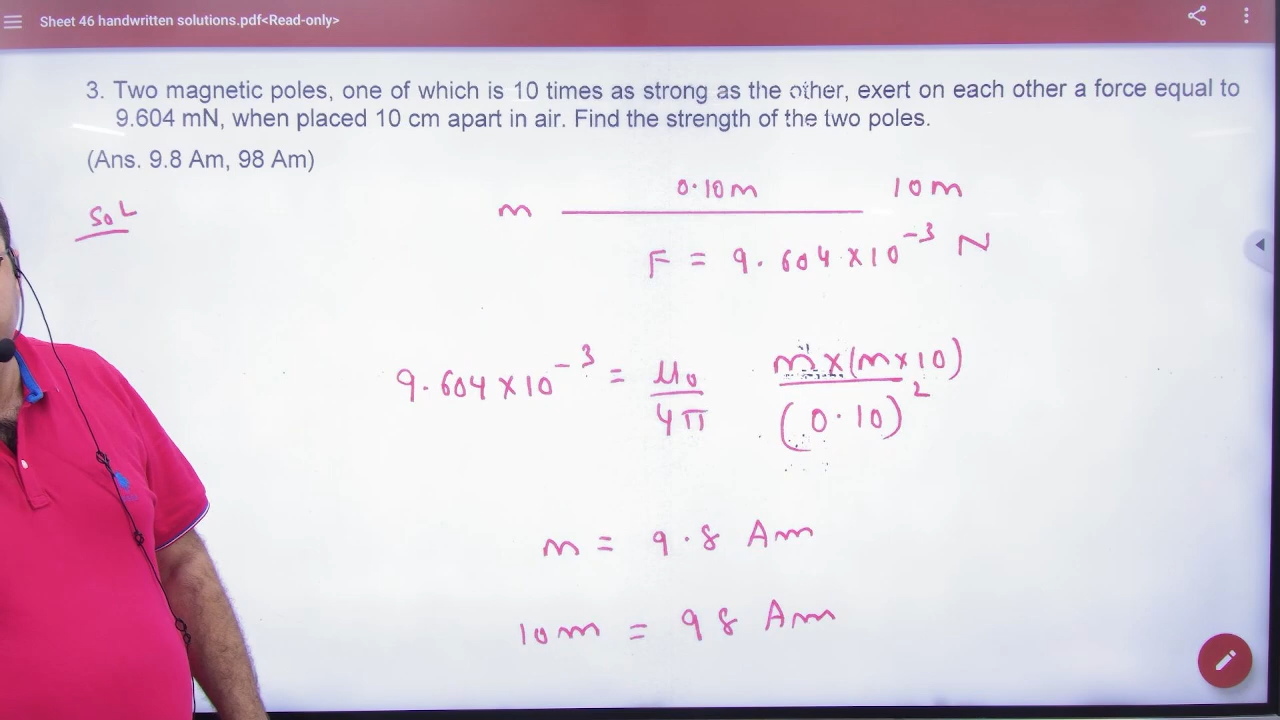 Sheet 46 handwritten solutions.pdf<Read-only>
3. Two magnetic poles, one of which is 10 times as strong as the other, exert on each other a force equal to
9.604 mN, when placed 10 cm apart in air. Find the strength of the two poles.
(Ans. 9.8 Am, 98 Am)
Sol
m 0.10m 10m
F = 9.604 × 10⁻³ N
9.604 × 10⁻³ = μ₀/4π m × (m × 10)/(0.10)²
m = 9.8 Am
10m = 98 Am